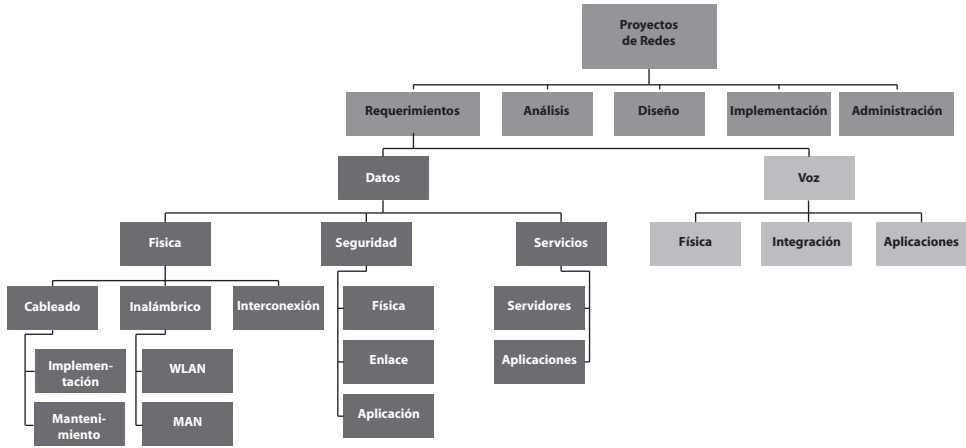 Proyectos
de Redes
Requerimientos
Análisis
Diseño
Implementación
Administración
Datos
Voz
Fisica
Seguridad
Servicios
Física
Integración
Aplicaciones
Cableado
Inalámbrico
Interconexión
Física
Servidores
Implemen-
tación
WLAN
Enlace
Aplicaciones
Manteni-
miento
MAN
Aplicación